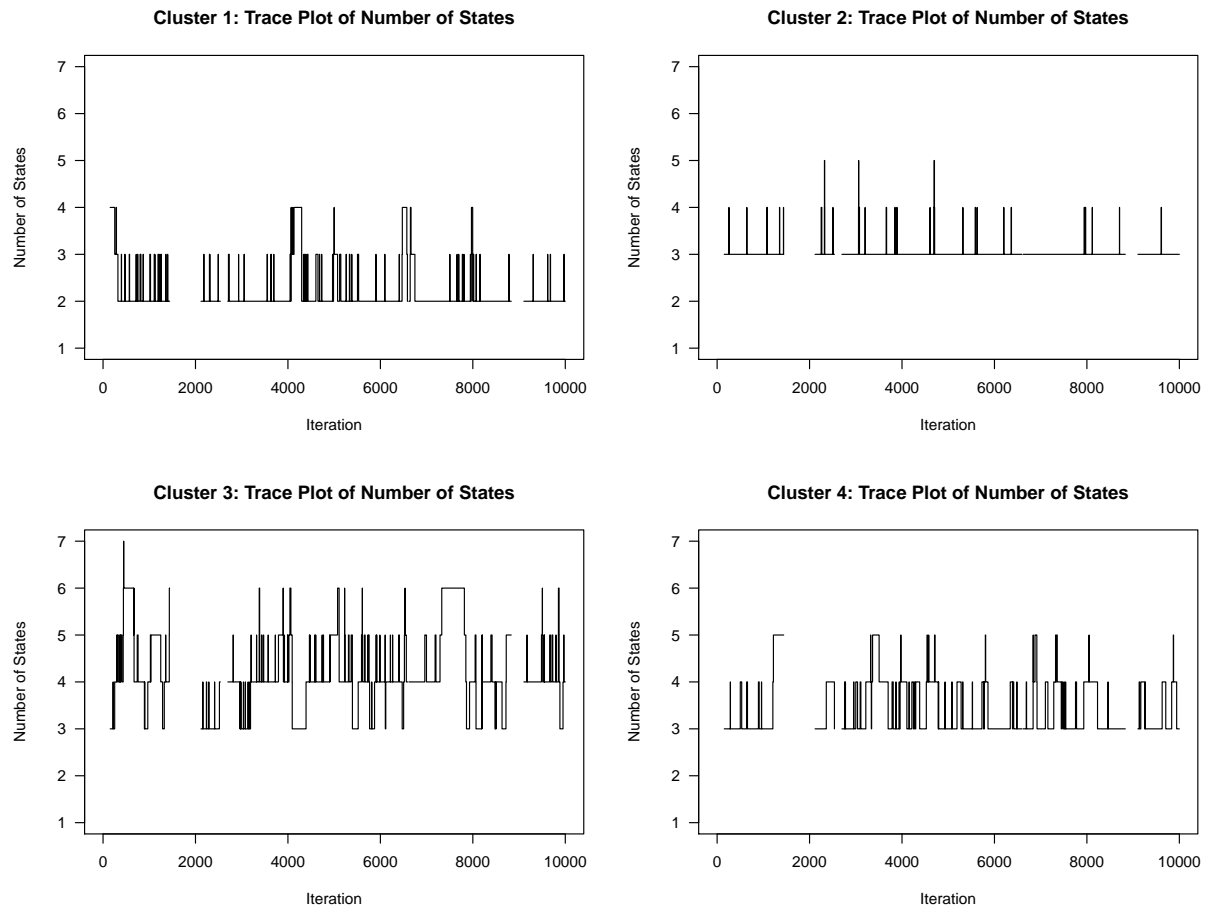 Cluster 1: Trace Plot of Number of States
Number of States
7
6
5
4
3
2
1
0 2000 4000 6000 8000 10000
Iteration
Cluster 2: Trace Plot of Number of States
Number of States
7
6
5
4
3
2
1
0 2000 4000 6000 8000 10000
Iteration
Cluster 3: Trace Plot of Number of States
Number of States
7
6
5
4
3
2
1
0 2000 4000 6000 8000 10000
Iteration
Cluster 4: Trace Plot of Number of States
Number of States
7
6
5
4
3
2
1
0 2000 4000 6000 8000 10000
Iteration